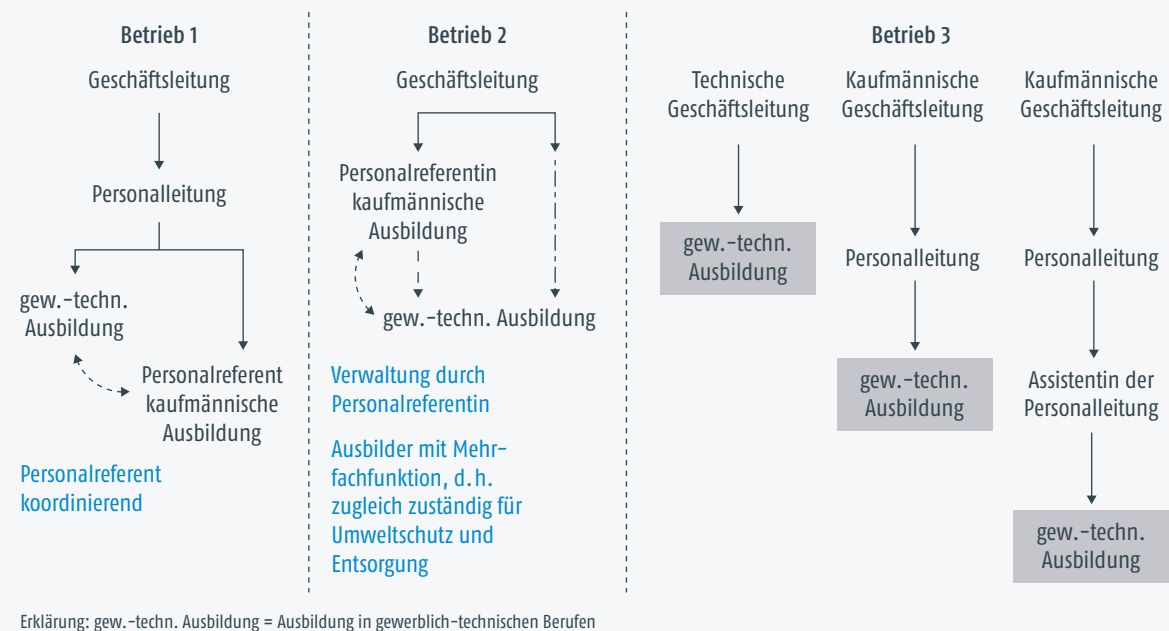 Betrieb 1
Geschäftsleitung
Personalleitung
gew.-techn.
Ausbildung
Personalreferent
kaufmännische
Ausbildung
Personalreferent
koordinierend
Betrieb 2
Geschäftsleitung
Personalreferentin
kaufmännische
Ausbildung
gew.-techn. Ausbildung
Verwaltung durch
Personalreferentin
Ausbilder mit Mehr-
fachfunktion, d. h.
zugleich zuständig für
Umweltschutz und
Entsorgung
Betrieb 3
Technische
Geschäftsleitung
gew.-techn.
Ausbildung
Kaufmännische
Geschäftsleitung
Personalleitung
gew.-techn.
Ausbildung
Kaufmännische
Geschäftsleitung
Personalleitung
Assistentin der
Personalleitung
gew.-techn.
Ausbildung
Erklärung: gew.-techn. Ausbildung = Ausbildung in gewerblich-technischen Berufen